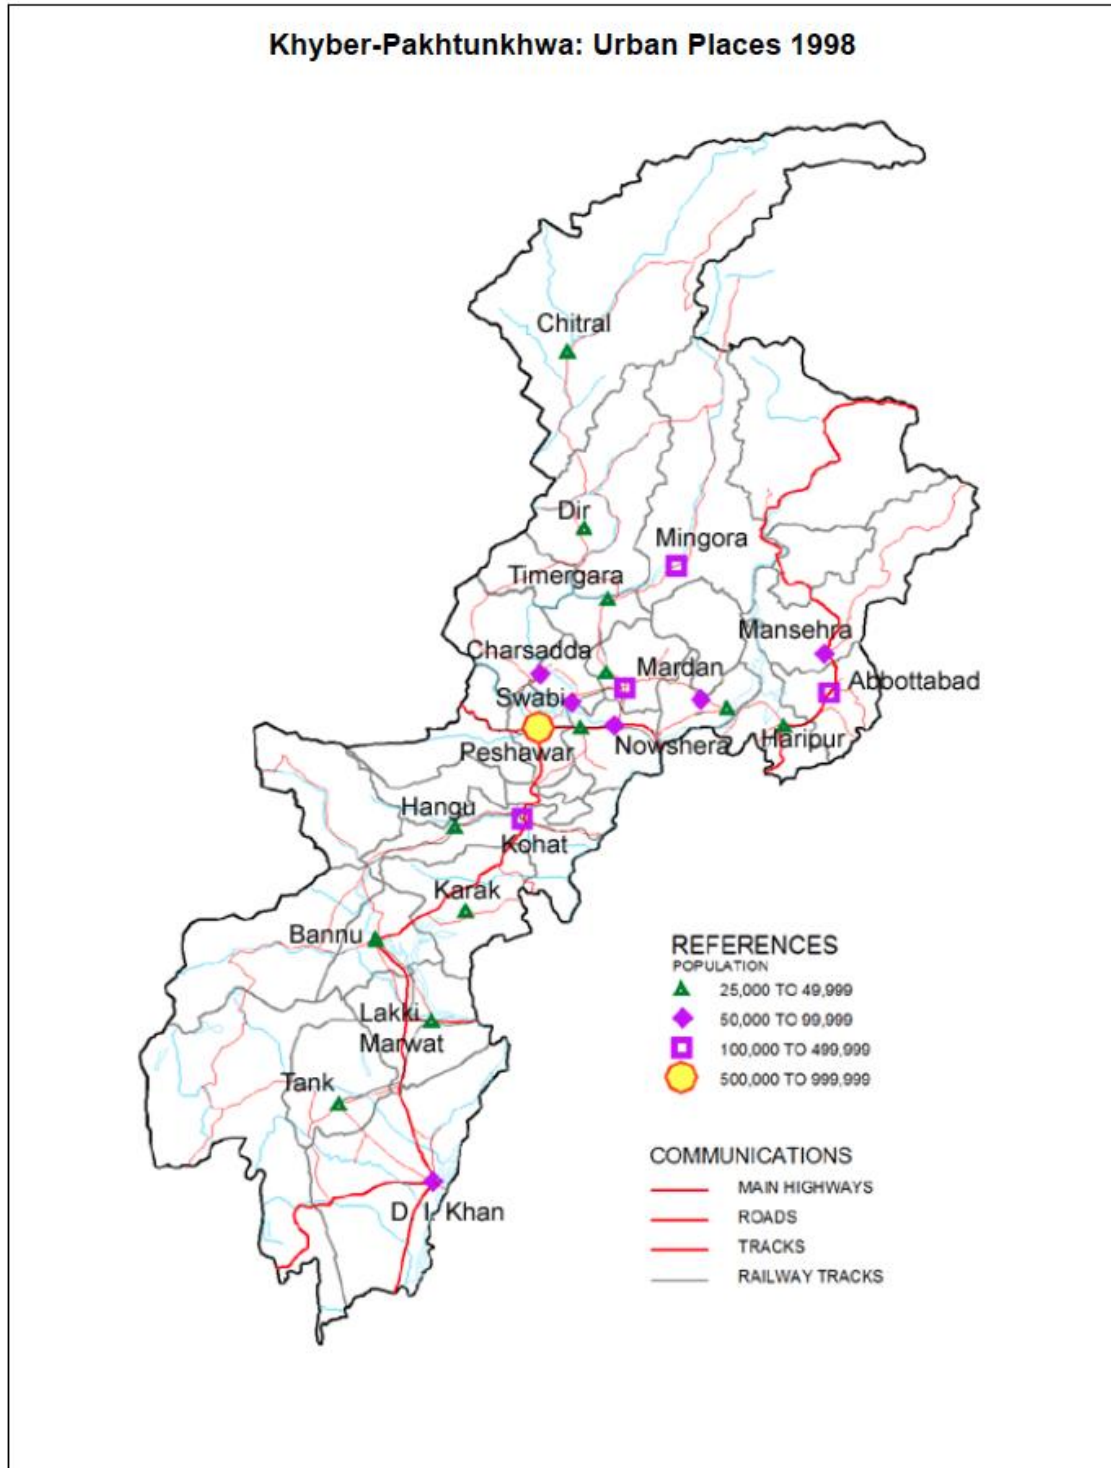 Khyber-Pakhtunkhwa: Urban Places 1998
Chitral
Dir
Mingora
Timergara
Mansehra
Charsadda
Mardan
Abbottabad
Swabi
Peshawar
Nowshera
Haripur
Hangu
Kohat
Karak
Bannu
Lakki
Marwat
Tank
D. I. Khan
REFERENCES
POPULATION
25,000 TO 49,999
50,000 TO 99,999
100,000 TO 499,999
500,000 TO 999,999
COMMUNICATIONS
MAIN HIGHWAYS
ROADS
TRACKS
RAILWAY TRACKS